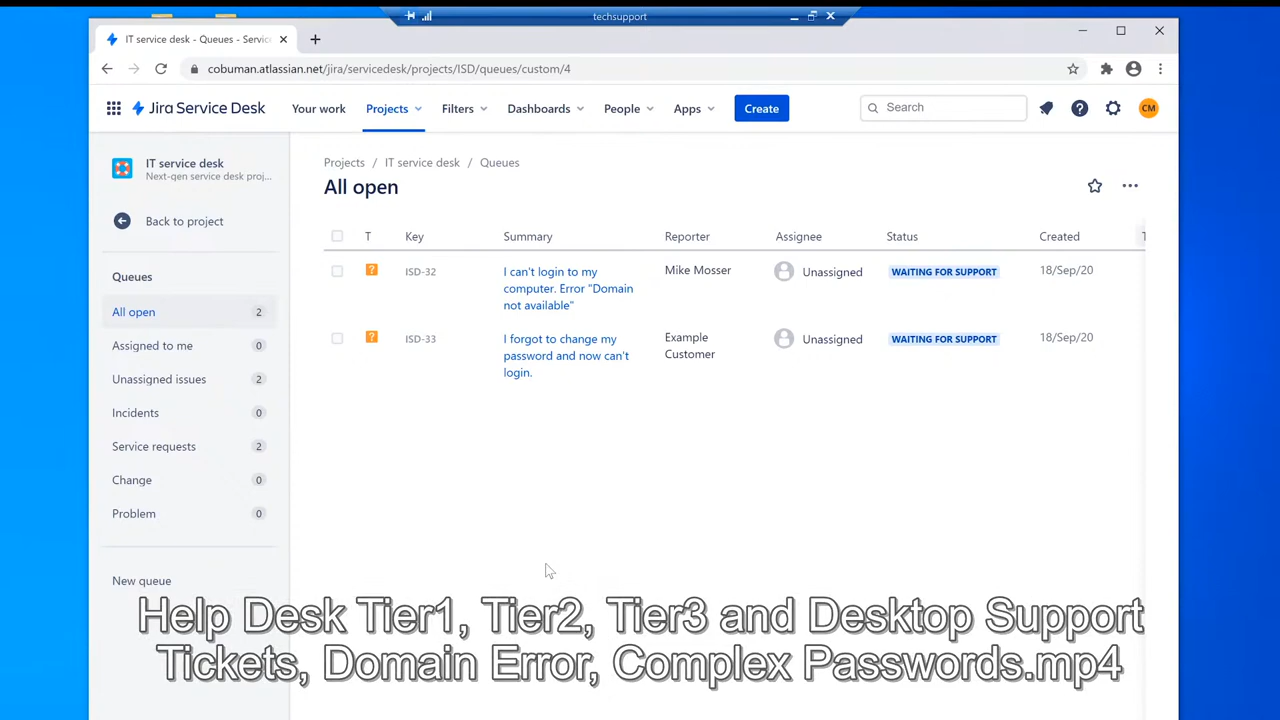 techsupport
IT service desk - Queues - Servic
cobuman.atlassian.net/jira/servicedesk/projects/ISD/queues/custom/4
Jira Service Desk Your work Projects Filters Dashboards People Apps Create Search CM
IT service desk
Next-gen service desk proj...
Back to project
Queues
All open 2
Assigned to me 0
Unassigned issues 2
Incidents 0
Service requests 2
Change 0
Problem 0
New queue
Projects / IT service desk / Queues
All open
T Key Summary Reporter Assignee Status Created
ISD-32 I can't login to my Mike Mosser Unassigned WAITING FOR SUPPORT 18/Sep/20
computer. Error "Domain
not available"
ISD-33 I forgot to change my Example Unassigned WAITING FOR SUPPORT 18/Sep/20
password and now can't Customer
login.
Help Desk Tier1, Tier2, Tier3 and Desktop Support
Tickets, Domain Error, Complex Passwords.mp4